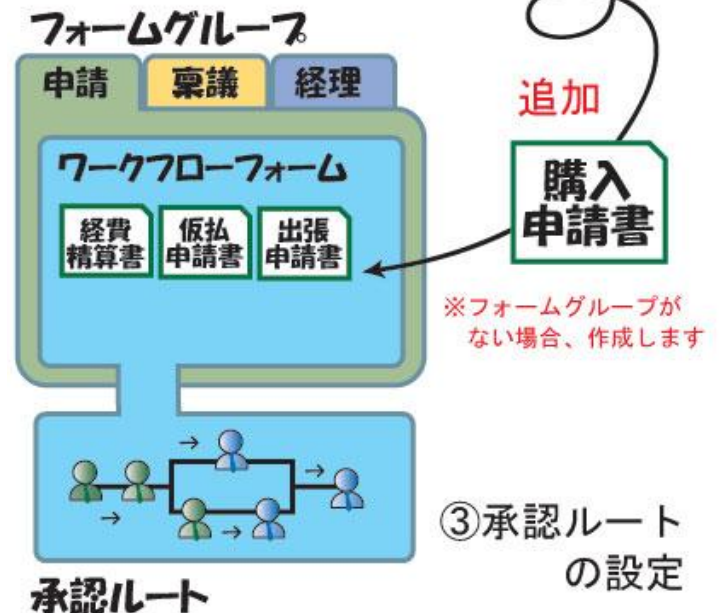 フォームグループ
申請
稟議
経理
ワークフローフォーム
経費
精算書
仮払
申請書
出張
申請書
追加
購入
申請書
※フォームグループが
ない場合、作成します
→
→
→
→
③承認ルート
の設定
承認ルート